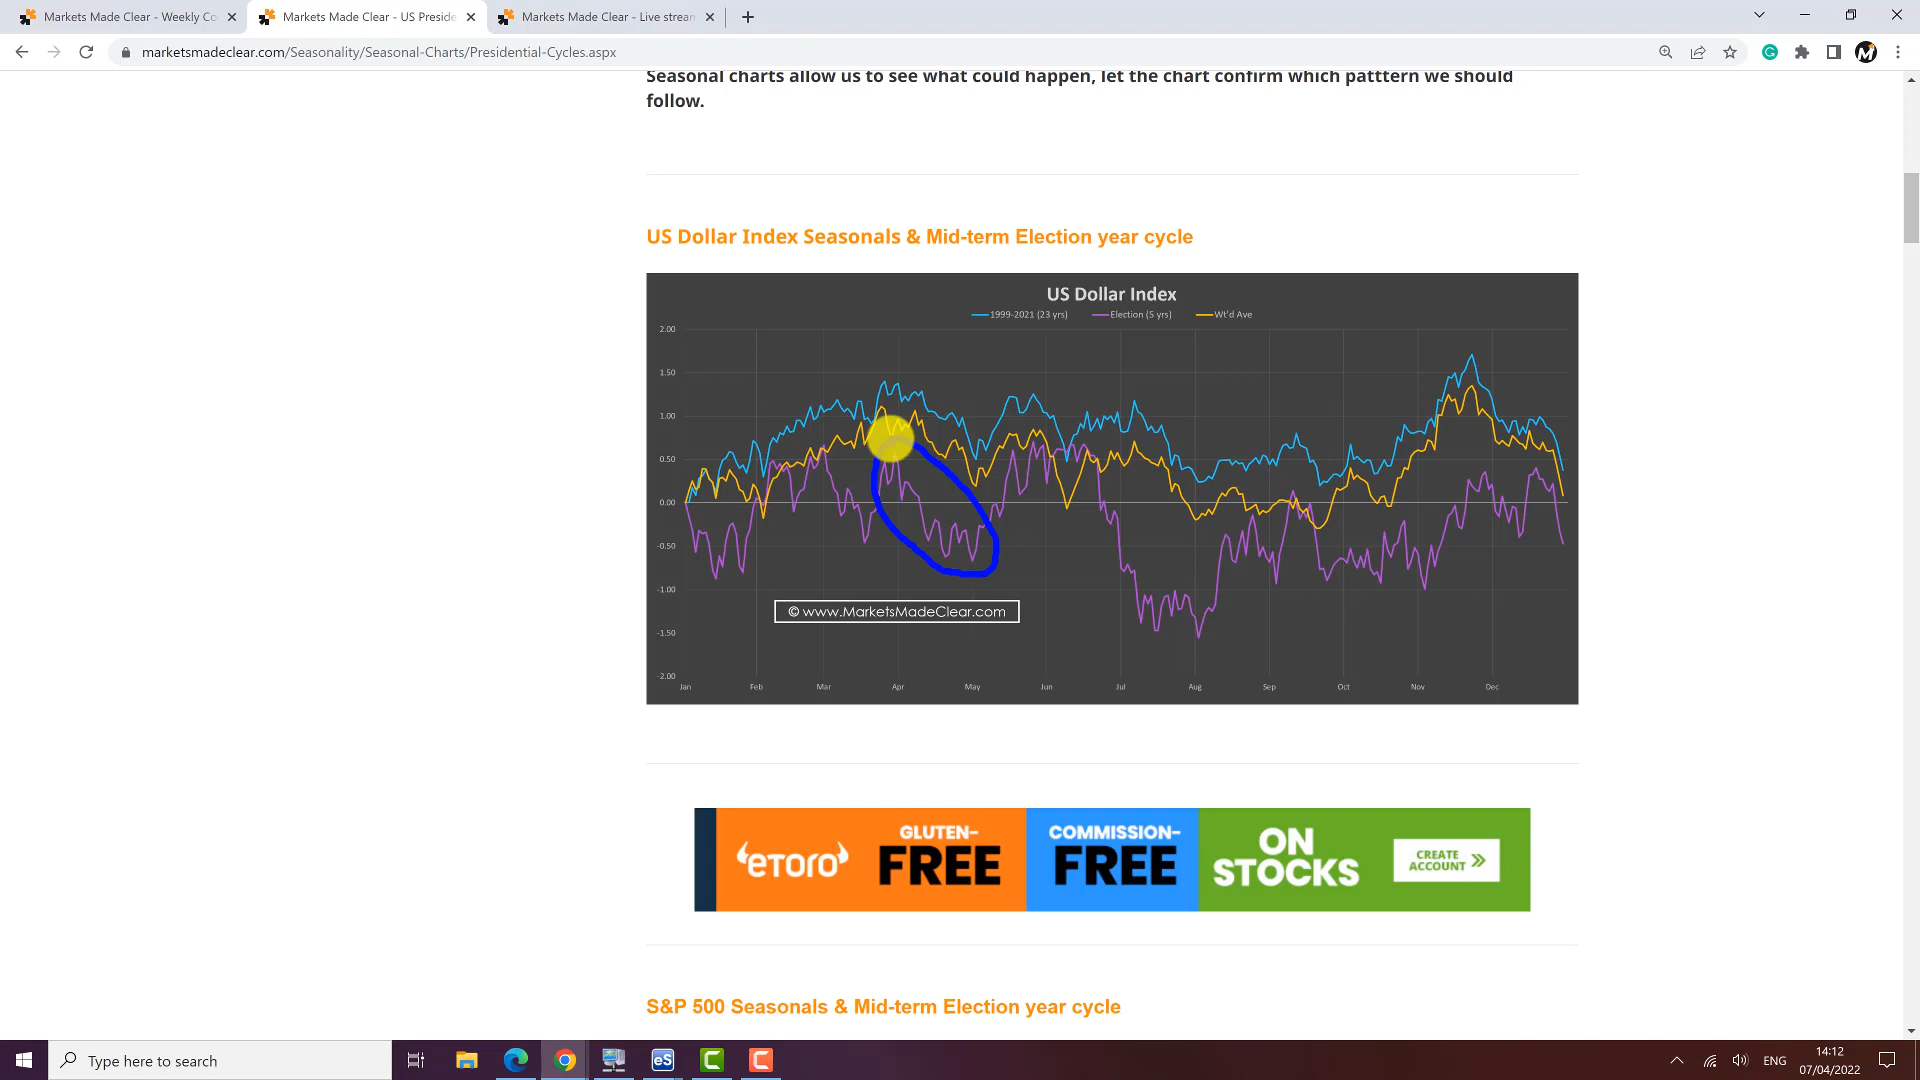 Markets Made Clear - Weekly Co
Markets Made Clear - US Preside
Markets Made Clear - Live stream
marketsmadeclear.com/Seasonality/Seasonal-Charts/Presidential-Cycles.aspx
Seasonal charts allow us to see what could happen, let the chart confirm which patttern we should
follow.
US Dollar Index Seasonals & Mid-term Election year cycle
US Dollar Index
1999-2021 (23 yrs) Election (5 yrs) Wt'd Ave
2.00
1.50
1.00
0.50
0.00
-0.50
-1.00
© www.MarketsMadeClear.com
-1.50
-2.00
Jan Feb Mar Apr May Jun Jul Aug Sep Oct Nov Dec
etoro GLUTEN-FREE COMMISSION-FREE ON STOCKS CREATE ACCOUNT
S&P 500 Seasonals & Mid-term Election year cycle
Type here to search
eS
ENG
14:12
07/04/2022